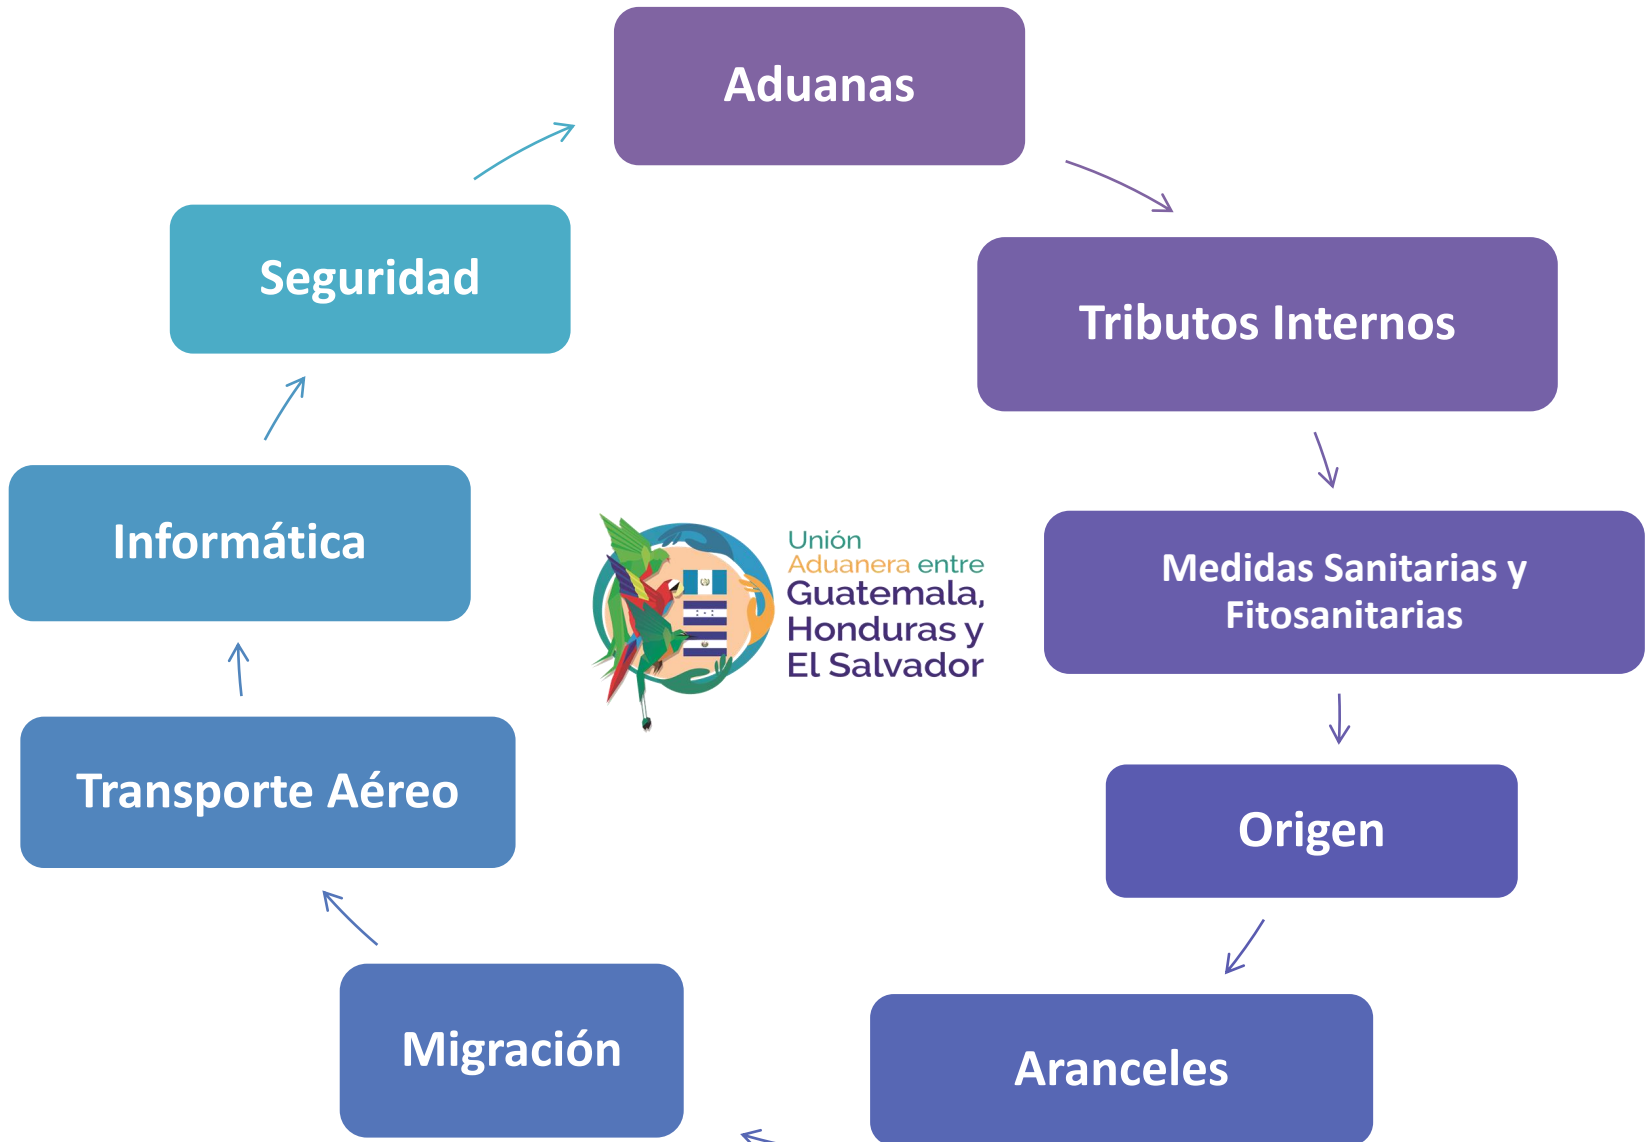 Aduanas
Seguridad
Tributos Internos
Informática
Unión
Aduanera entre
Guatemala,
Honduras y
El Salvador
Medidas Sanitarias y
Fitosanitarias
Transporte Aéreo
Origen
Migración
Aranceles